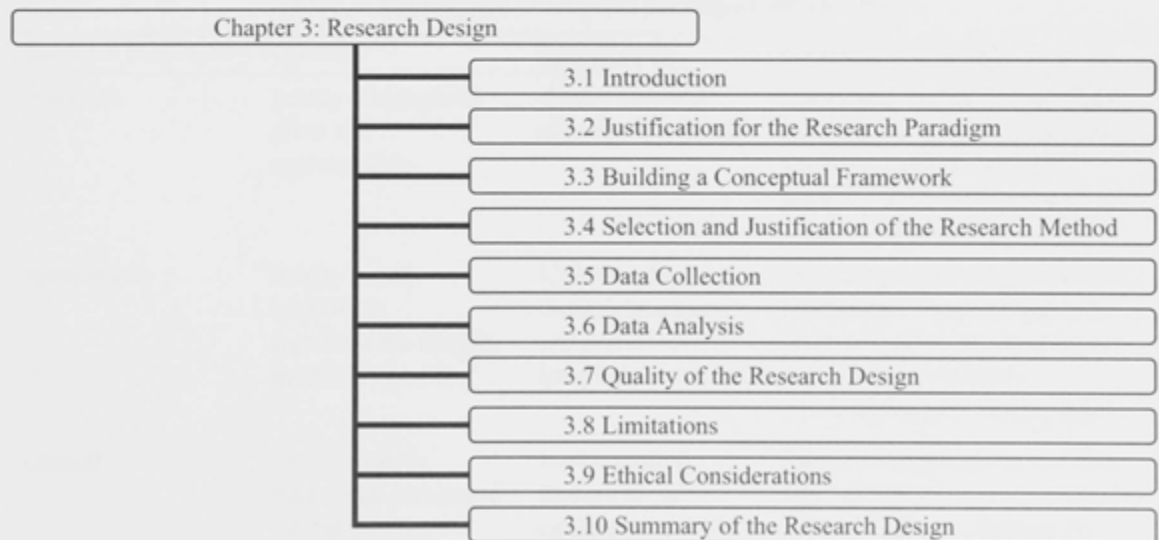 Chapter 3: Research Design
3.1 Introduction
3.2 Justification for the Research Paradigm
3.3 Building a Conceptual Framework
3.4 Selection and Justification of the Research Method
3.5 Data Collection
3.6 Data Analysis
3.7 Quality of the Research Design
3.8 Limitations
3.9 Ethical Considerations
3.10 Summary of the Research Design